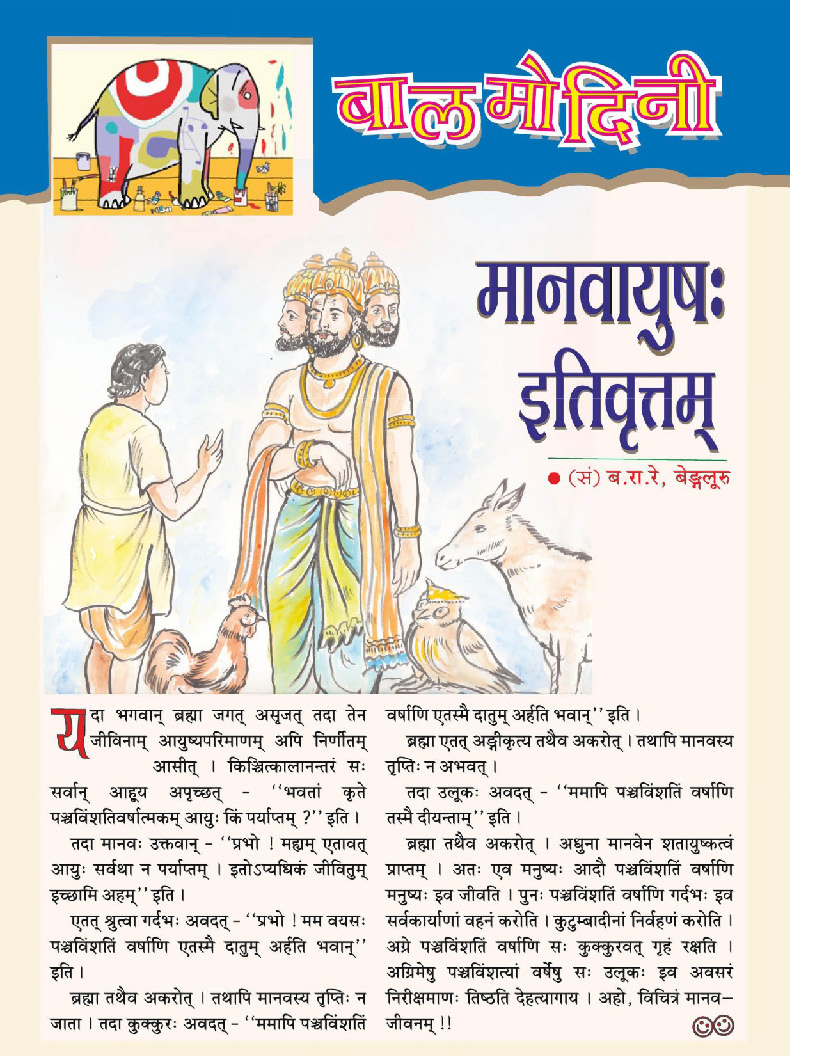 बालमोदिनी
मानवायुषः
इतिवृत्तम्
● (सं) ब.रा.रे, बेङ्गलूरु
यदा भगवान् ब्रह्मा जगत् असृजत् तदा तेन
जीविनाम् आयुष्यपरिमाणम् अपि निर्णीतम्
आसीत् । किञ्चित्कालानन्तरं सः
सर्वान् आहूय अपृच्छत् - ‘‘भवतां कृते
पञ्चविंशतिवर्षात्मकम् आयुः किं पर्याप्तम् ?’’ इति ।
तदा मानवः उक्तवान् - ‘‘प्रभो ! मह्यम् एतावत्
आयुः सर्वथा न पर्याप्तम् । इतोऽप्यधिकं जीवितुम्
इच्छामि अहम्’’ इति ।
एतत् श्रुत्वा गर्दभः अवदत् - ‘‘प्रभो ! मम वयसः
पञ्चविंशतिं वर्षाणि एतस्मै दातुम् अर्हति भवान्’’
इति ।
ब्रह्मा तथैव अकरोत् । तथापि मानवस्य तृप्तिः न
जाता । तदा कुक्कुरः अवदत् - ‘‘ममापि पञ्चविंशतिं
वर्षाणि एतस्मै दातुम् अर्हति भवान्’’ इति ।
ब्रह्मा एतत् अङ्गीकृत्य तथैव अकरोत् । तथापि मानवस्य
तृप्तिः न अभवत् ।
तदा उलूकः अवदत् - ‘‘ममापि पञ्चविंशतिं वर्षाणि
तस्मै दीयन्ताम्’’ इति ।
ब्रह्मा तथैव अकरोत् । अधुना मानवेन शतायुष्कत्वं
प्राप्तम् । अतः एव मनुष्यः आदौ पञ्चविंशतिं वर्षाणि
मनुष्यः इव जीवति । पुनः पञ्चविंशतिं वर्षाणि गर्दभः इव
सर्वकार्याणां वहनं करोति । कुटुम्बादीनां निर्वहणं करोति ।
अग्रे पञ्चविंशतिं वर्षाणि सः कुक्कुरवत् गृहं रक्षति ।
अग्रिमेषु पञ्चविंशत्यां वर्षेषु सः उलूकः इव अवसरं
निरीक्षमाणः तिष्ठति देहत्यागाय । अहो, विचित्रं मानव-
जीवनम् !!